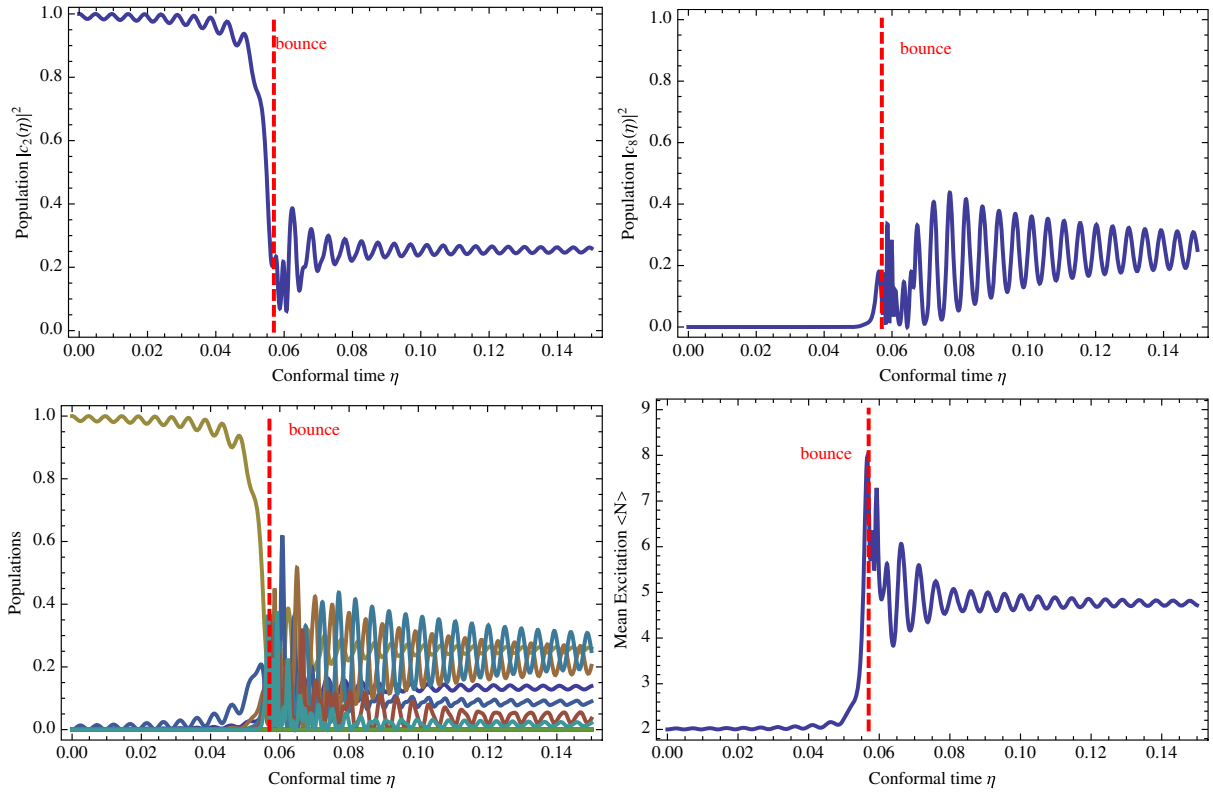 1.0
0.8
0.6
0.4
0.2
0.0
Population |c₂(η)|²
bounce
0.00 0.02 0.04 0.06 0.08 0.10 0.12 0.14
Conformal time η
1.0
0.8
0.6
0.4
0.2
0.0
Population |c₈(η)|²
bounce
0.00 0.02 0.04 0.06 0.08 0.10 0.12 0.14
Conformal time η
1.0
0.8
0.6
0.4
0.2
0.0
Populations
bounce
0.00 0.02 0.04 0.06 0.08 0.10 0.12 0.14
Conformal time η
9
8
7
6
5
4
3
2
Mean Excitation <N>
bounce
0.00 0.02 0.04 0.06 0.08 0.10 0.12 0.14
Conformal time η